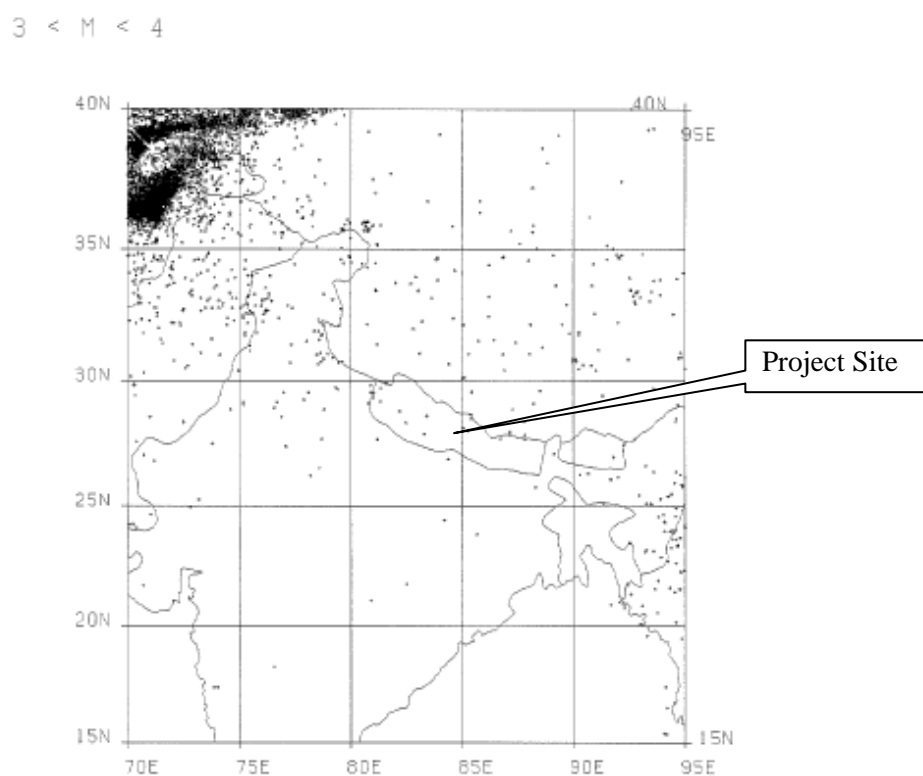 3 < M < 4
40N
40N
95E
35N
Project Site
30N
25N
20N
15N
15N
70E
75E
80E
85E
90E
95E